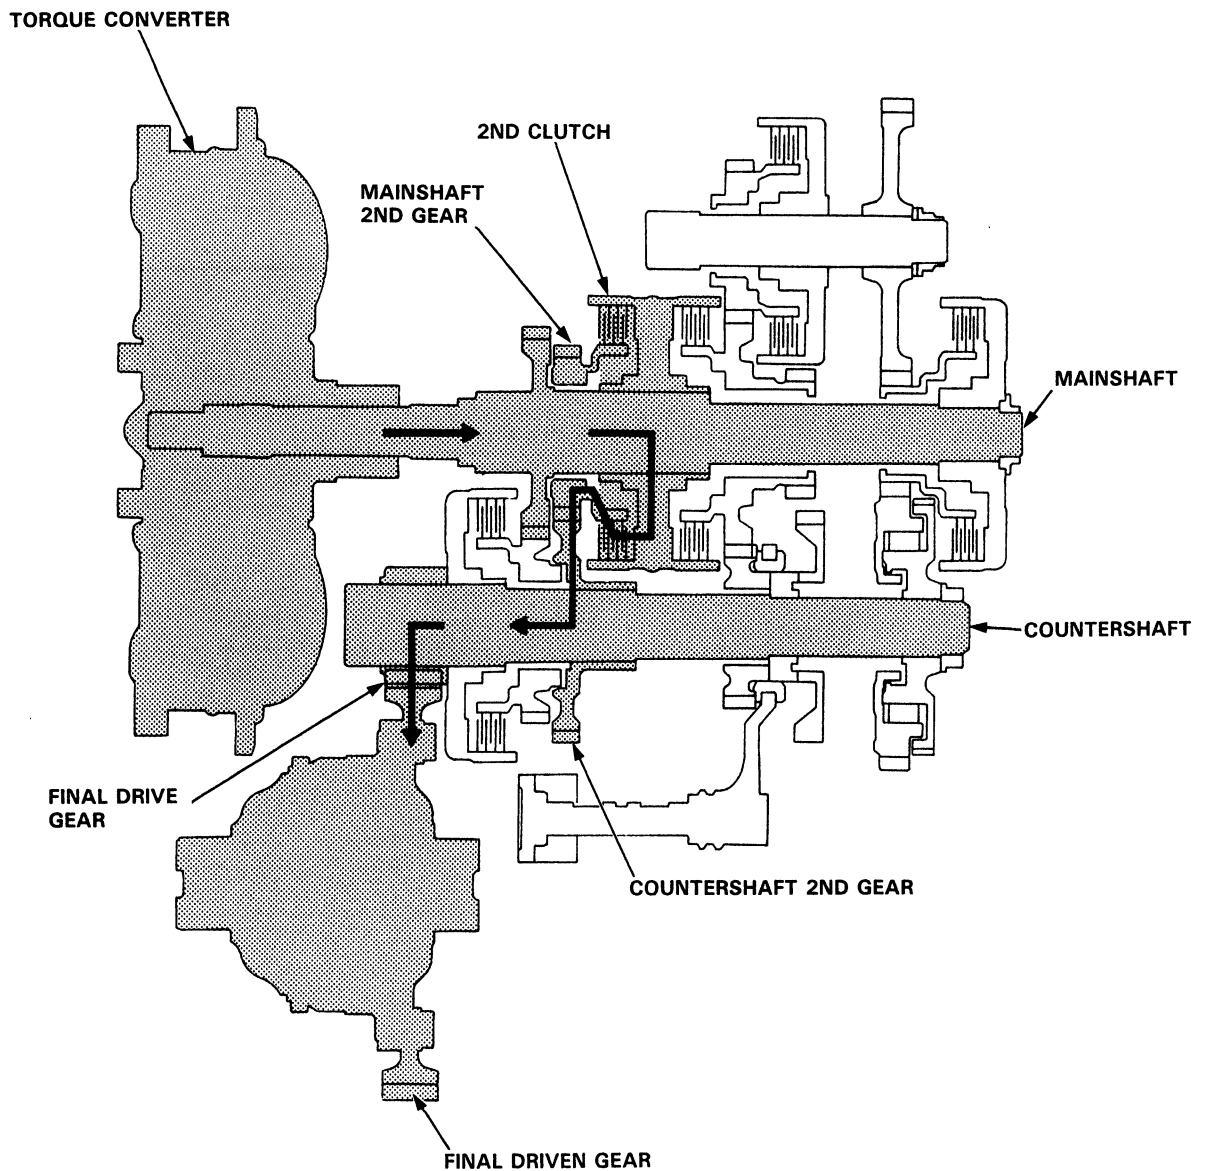 TORQUE CONVERTER
2ND CLUTCH
MAINSHAFT
2ND GEAR
MAINSHAFT
COUNTERSHAFT
FINAL DRIVE
GEAR
COUNTERSHAFT 2ND GEAR
FINAL DRIVEN GEAR